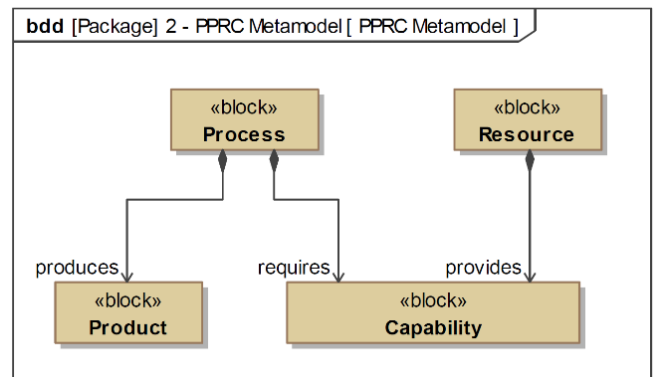 bdd [Package] 2 - PPRC Metamodel [ PPRC Metamodel ]
«block»
Process
«block»
Resource
produces
requires
provides
«block»
Product
«block»
Capability